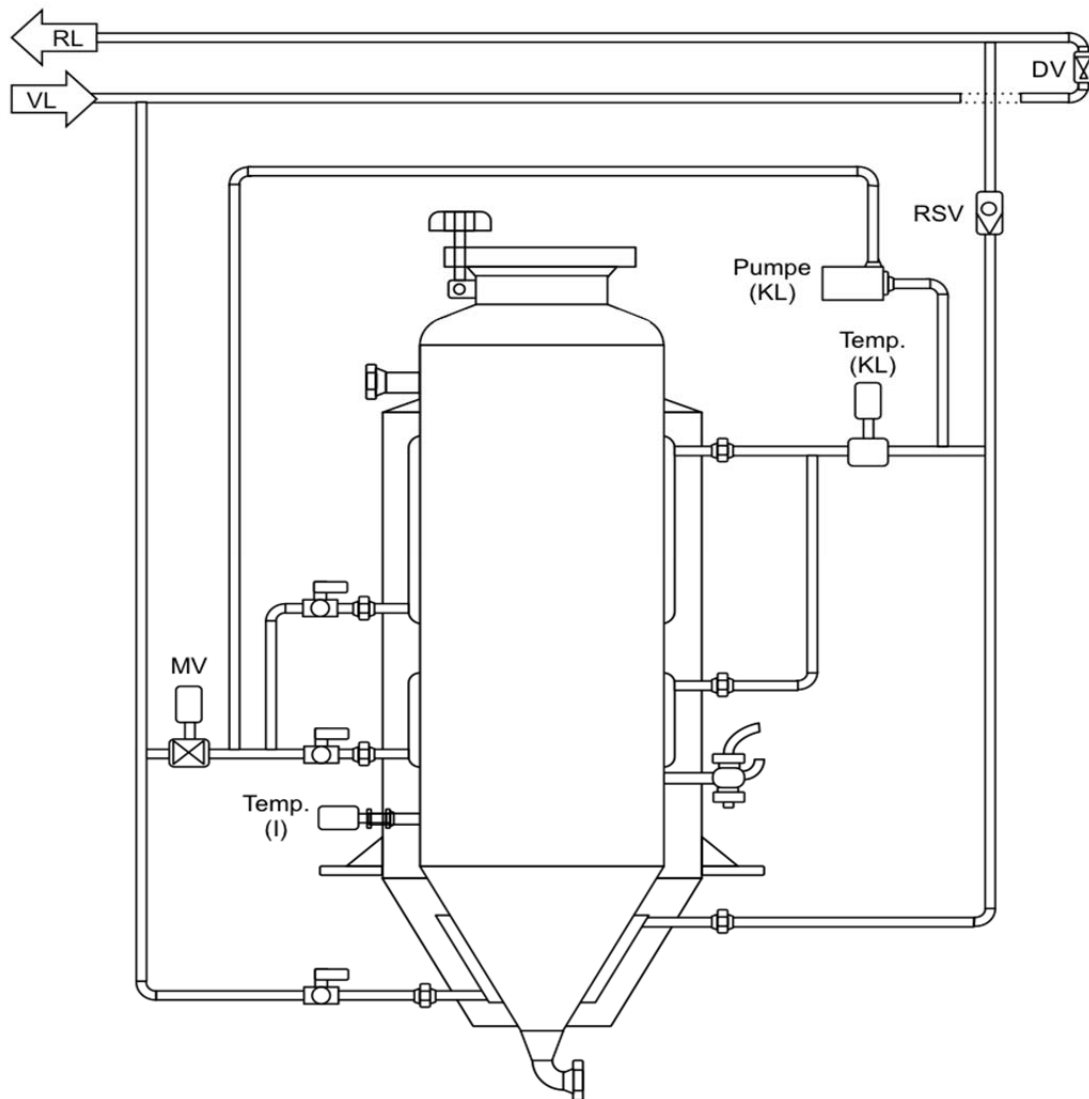 RL
DV
VL
RSV
Pumpe
(KL)
Temp.
(KL)
MV
Temp.
(I)